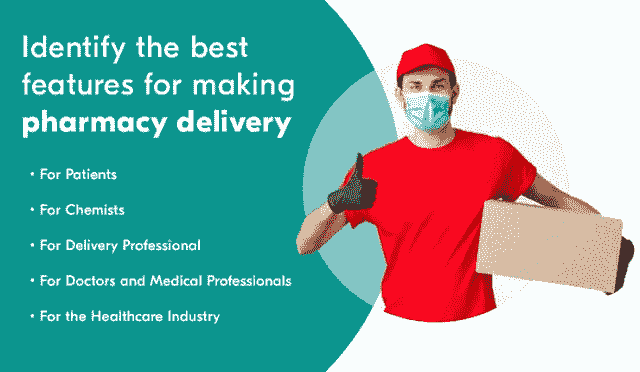 Identify the best
features for making
pharmacy delivery
• For Patients
• For Chemists
• For Delivery Professional
• For Doctors and Medical Professionals
• For the Healthcare Industry